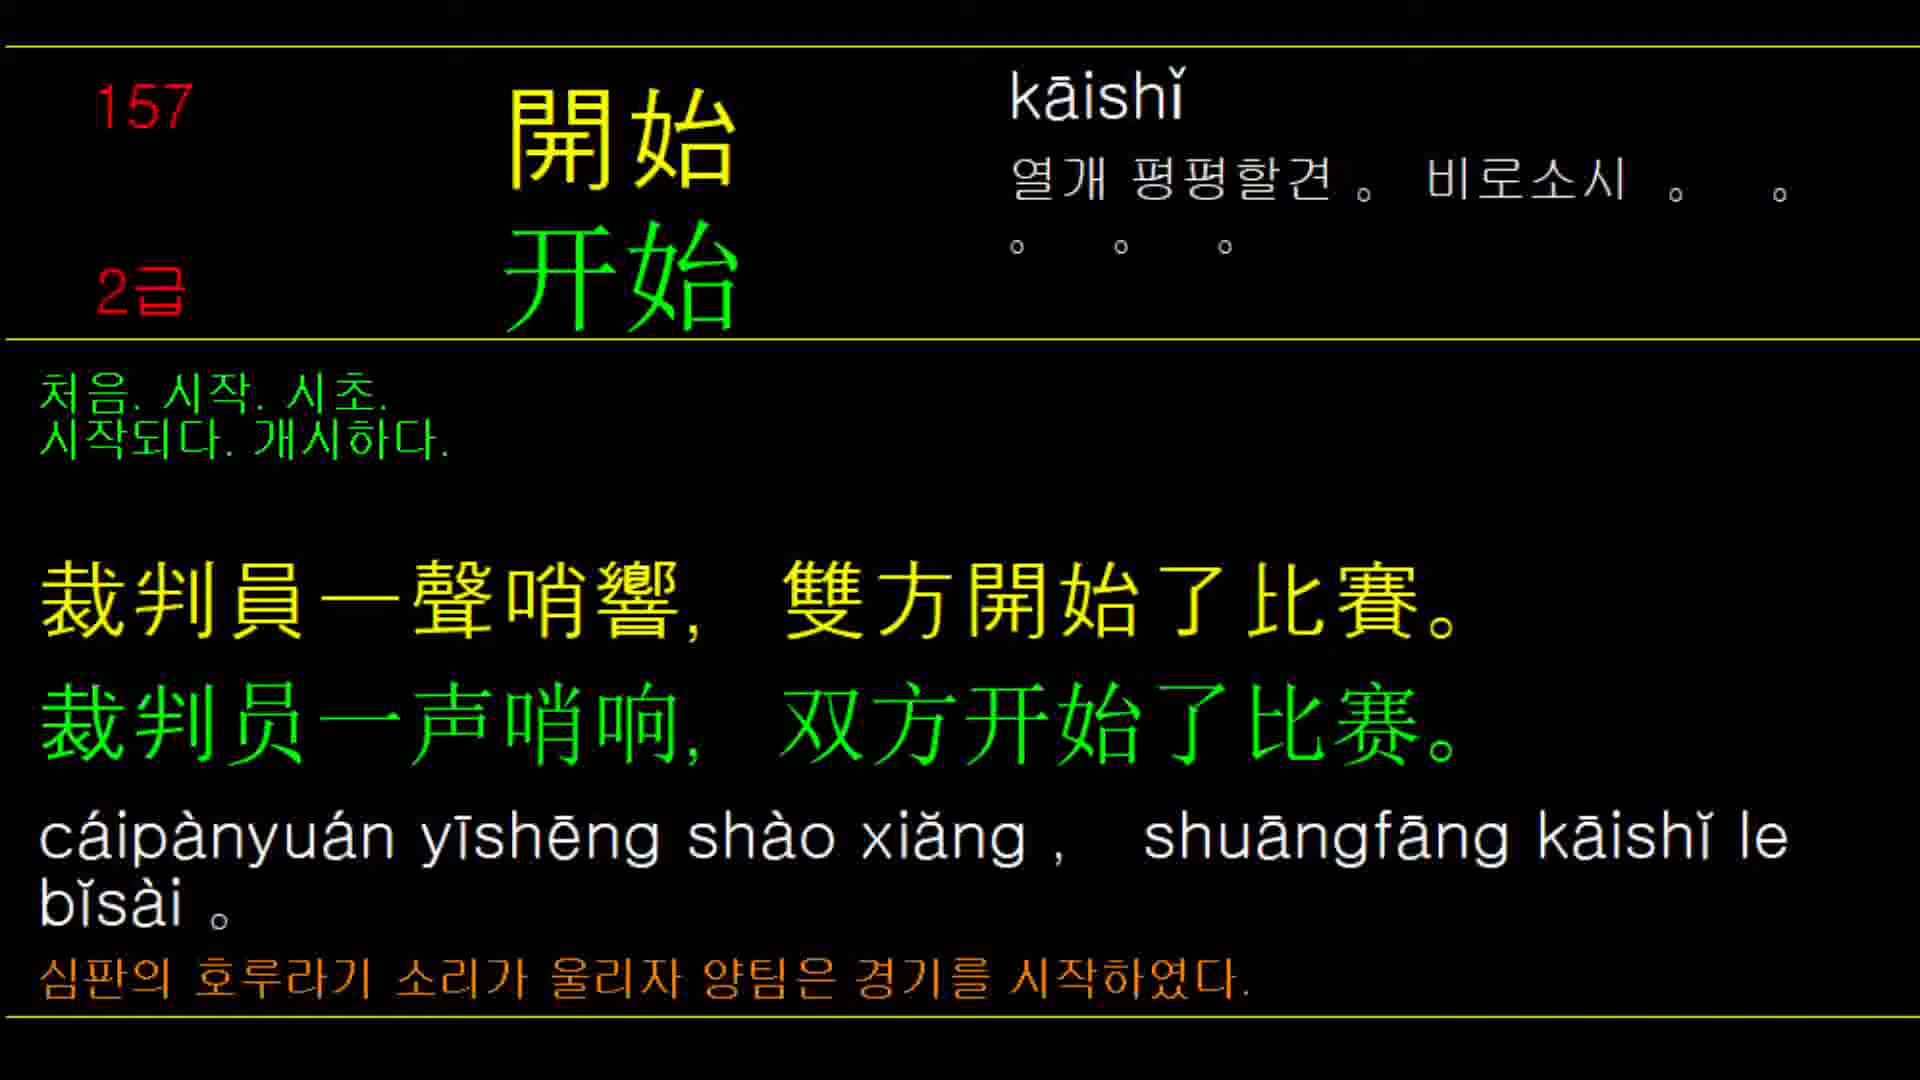 157
開始
kāishǐ
열개 평평할견 。 비로소시 。 。
。 。 。
2급
开始
처음. 시작. 시초.
시작되다. 개시하다.
裁判員一聲哨響, 雙方開始了比賽。
裁判员一声哨响, 双方开始了比赛。
cáipànyuán yīshēng shào xiǎng , shuāngfāng kāishǐ le
bǐsài 。
심판의 호루라기 소리가 울리자 양팀은 경기를 시작하였다.